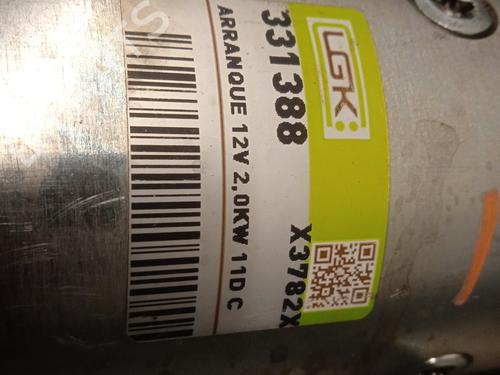 LGK
331388
X3782X
ARRANQUE 12V 2,0KW 11D C